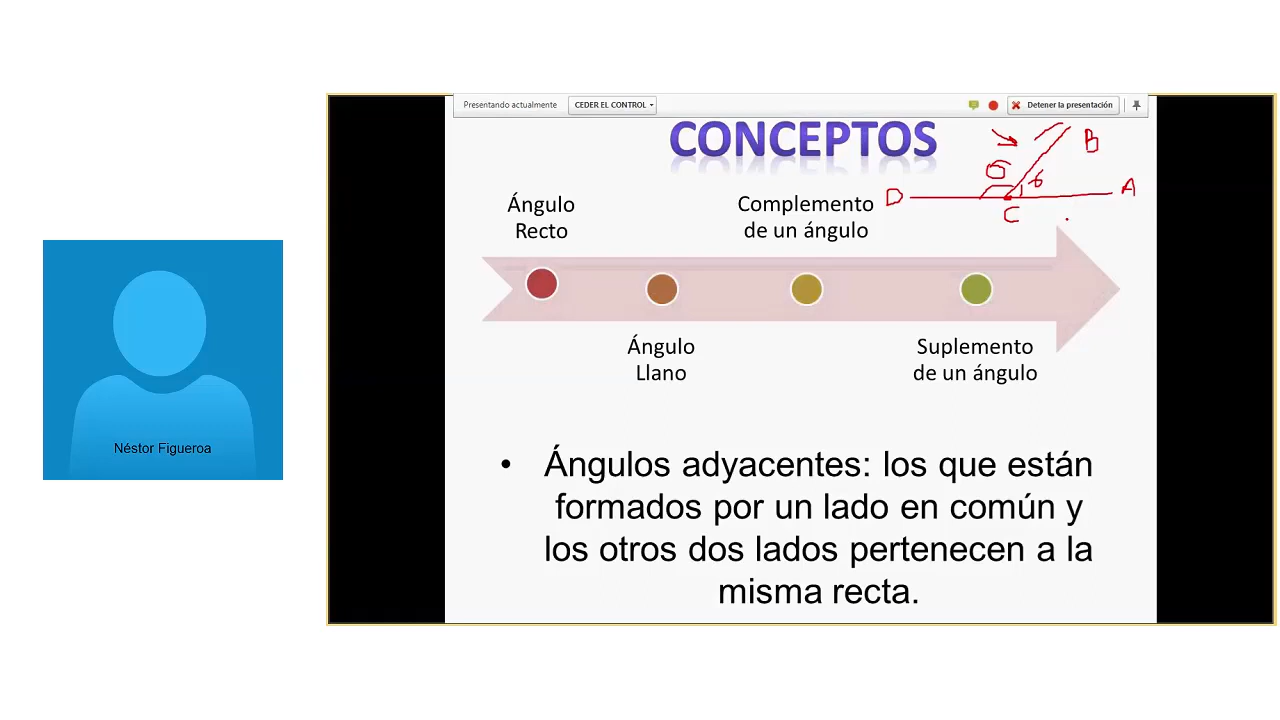 Presentando actualmente
CEDER EL CONTROL
Detener la presentación
CONCEPTOS
B
D
A
C
Ángulo
Recto
Complemento
de un ángulo
Ángulo
Llano
Suplemento
de un ángulo
Néstor Figueroa
• Ángulos adyacentes: los que están
formados por un lado en común y
los otros dos lados pertenecen a la
misma recta.